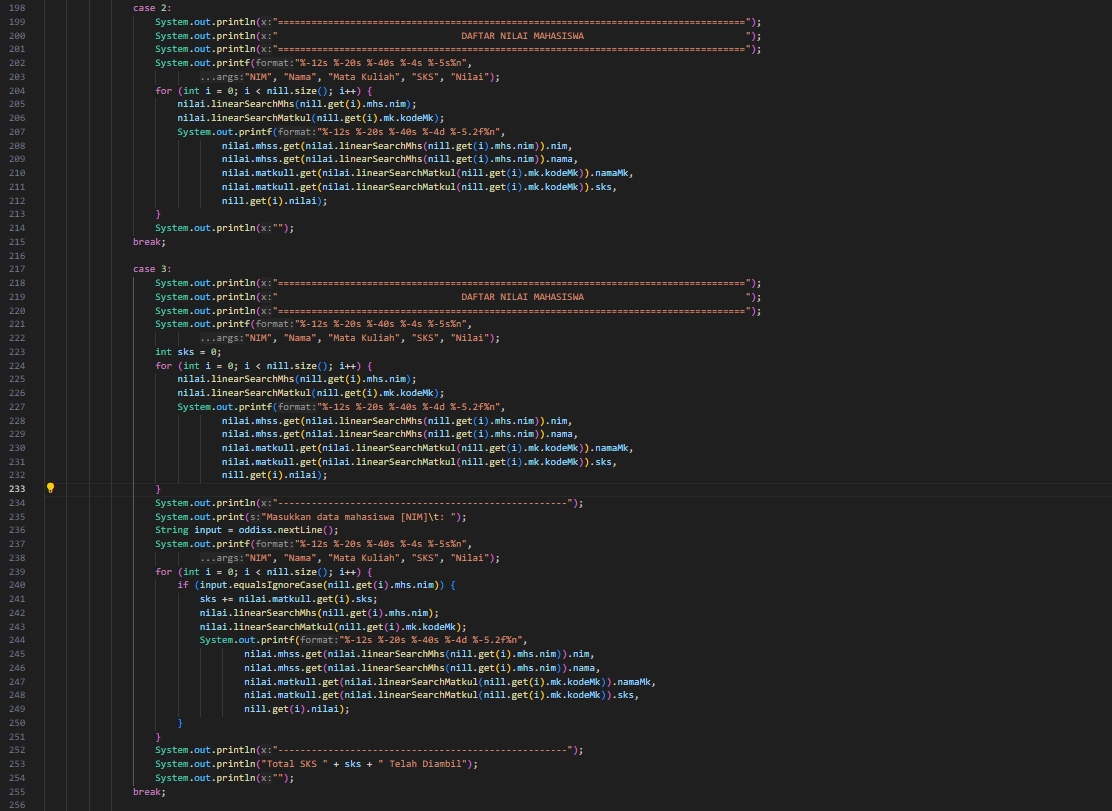 198 case 2:
199 System.out.println(x:"=====================================================================================");
200 System.out.println(x:"                                 DAFTAR NILAI MAHASISWA                              ");
201 System.out.println(x:"=====================================================================================");
202 System.out.printf(format:"%-12s %-20s %-40s %-4s %-5s%n",
203 ...args:"NIM", "Nama", "Mata Kuliah", "SKS", "Nilai");
204 for (int i = 0; i < nill.size(); i++) {
205 nilai.linearSearchMhs(nill.get(i).mhs.nim);
206 nilai.linearSearchMatkul(nill.get(i).mk.kodeMk);
207 System.out.printf(format:"%-12s %-20s %-40s %-4d %-5.2f%n",
208 nilai.mhss.get(nilai.linearSearchMhs(nill.get(i).mhs.nim)).nim,
209 nilai.mhss.get(nilai.linearSearchMhs(nill.get(i).mhs.nim)).nama,
210 nilai.matkull.get(nilai.linearSearchMatkul(nill.get(i).mk.kodeMk)).namaMk,
211 nilai.matkull.get(nilai.linearSearchMatkul(nill.get(i).mk.kodeMk)).sks,
212 nill.get(i).nilai);
213 }
214 System.out.println(x:"");
215 break;
216
217 case 3:
218 System.out.println(x:"=====================================================================================");
219 System.out.println(x:"                                 DAFTAR NILAI MAHASISWA                              ");
220 System.out.println(x:"=====================================================================================");
221 System.out.printf(format:"%-12s %-20s %-40s %-4s %-5s%n",
222 ...args:"NIM", "Nama", "Mata Kuliah", "SKS", "Nilai");
223 int sks = 0;
224 for (int i = 0; i < nill.size(); i++) {
225 nilai.linearSearchMhs(nill.get(i).mhs.nim);
226 nilai.linearSearchMatkul(nill.get(i).mk.kodeMk);
227 System.out.printf(format:"%-12s %-20s %-40s %-4d %-5.2f%n",
228 nilai.mhss.get(nilai.linearSearchMhs(nill.get(i).mhs.nim)).nim,
229 nilai.mhss.get(nilai.linearSearchMhs(nill.get(i).mhs.nim)).nama,
230 nilai.matkull.get(nilai.linearSearchMatkul(nill.get(i).mk.kodeMk)).namaMk,
231 nilai.matkull.get(nilai.linearSearchMatkul(nill.get(i).mk.kodeMk)).sks,
232 nill.get(i).nilai);
233 }
234 System.out.println(x:"----------------------------------------------------");
235 System.out.print(s:"Masukkan data mahasiswa [NIM]\t: ");
236 String input = oddiss.nextLine();
237 System.out.printf(format:"%-12s %-20s %-40s %-4s %-5s%n",
238 ...args:"NIM", "Nama", "Mata Kuliah", "SKS", "Nilai");
239 for (int i = 0; i < nill.size(); i++) {
240 if (input.equalsIgnoreCase(nill.get(i).mhs.nim)) {
241 sks += nilai.matkull.get(i).sks;
242 nilai.linearSearchMhs(nill.get(i).mhs.nim);
243 nilai.linearSearchMatkul(nill.get(i).mk.kodeMk);
244 System.out.printf(format:"%-12s %-20s %-40s %-4d %-5.2f%n",
245 nilai.mhss.get(nilai.linearSearchMhs(nill.get(i).mhs.nim)).nim,
246 nilai.mhss.get(nilai.linearSearchMhs(nill.get(i).mhs.nim)).nama,
247 nilai.matkull.get(nilai.linearSearchMatkul(nill.get(i).mk.kodeMk)).namaMk,
248 nilai.matkull.get(nilai.linearSearchMatkul(nill.get(i).mk.kodeMk)).sks,
249 nill.get(i).nilai);
250 }
251 }
252 System.out.println(x:"----------------------------------------------------");
253 System.out.println("Total SKS " + sks + " Telah Diambil");
254 System.out.println(x:"");
255 break;
256